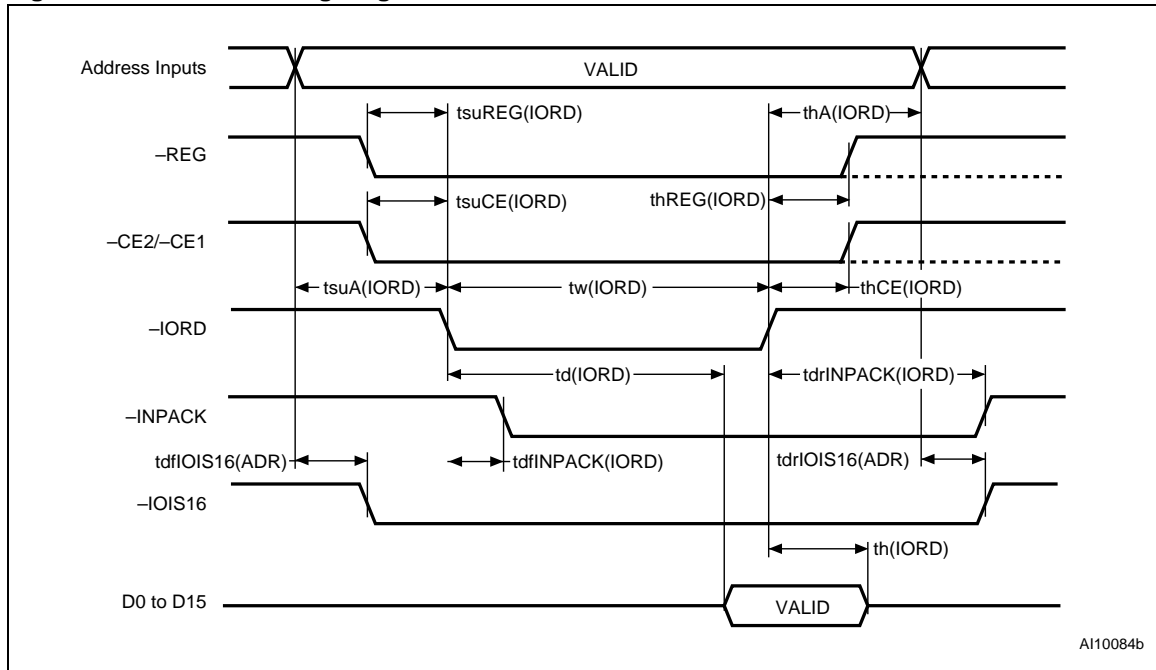 Address Inputs
VALID
tsuREG(IORD)
thA(IORD)
–REG
tsuCE(IORD)
thREG(IORD)
–CE2/–CE1
tsuA(IORD)
tw(IORD)
thCE(IORD)
–IORD
td(IORD)
tdrINPACK(IORD)
–INPACK
tdfIOIS16(ADR)
tdfINPACK(IORD)
tdrIOIS16(ADR)
–IOIS16
th(IORD)
D0 to D15
VALID
AI10084b